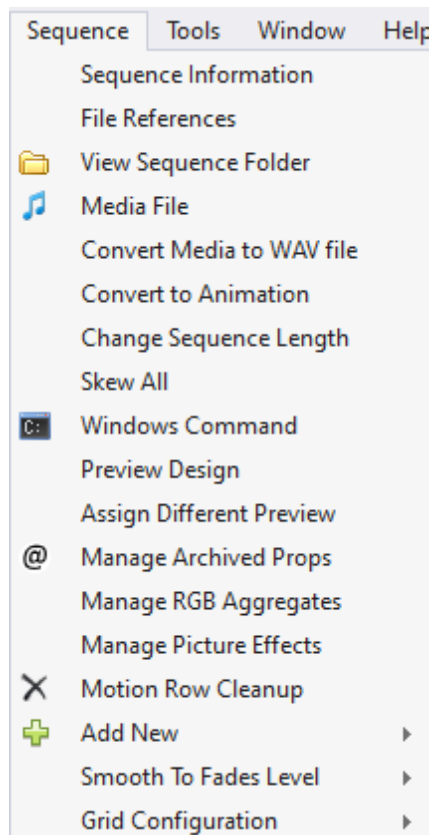 Sequence Tools Window Help
Sequence Information
File References
View Sequence Folder
Media File
Convert Media to WAV file
Convert to Animation
Change Sequence Length
Skew All
C: Windows Command
Preview Design
Assign Different Preview
@ Manage Archived Props
Manage RGB Aggregates
Manage Picture Effects
Motion Row Cleanup
Add New
Smooth To Fades Level
Grid Configuration